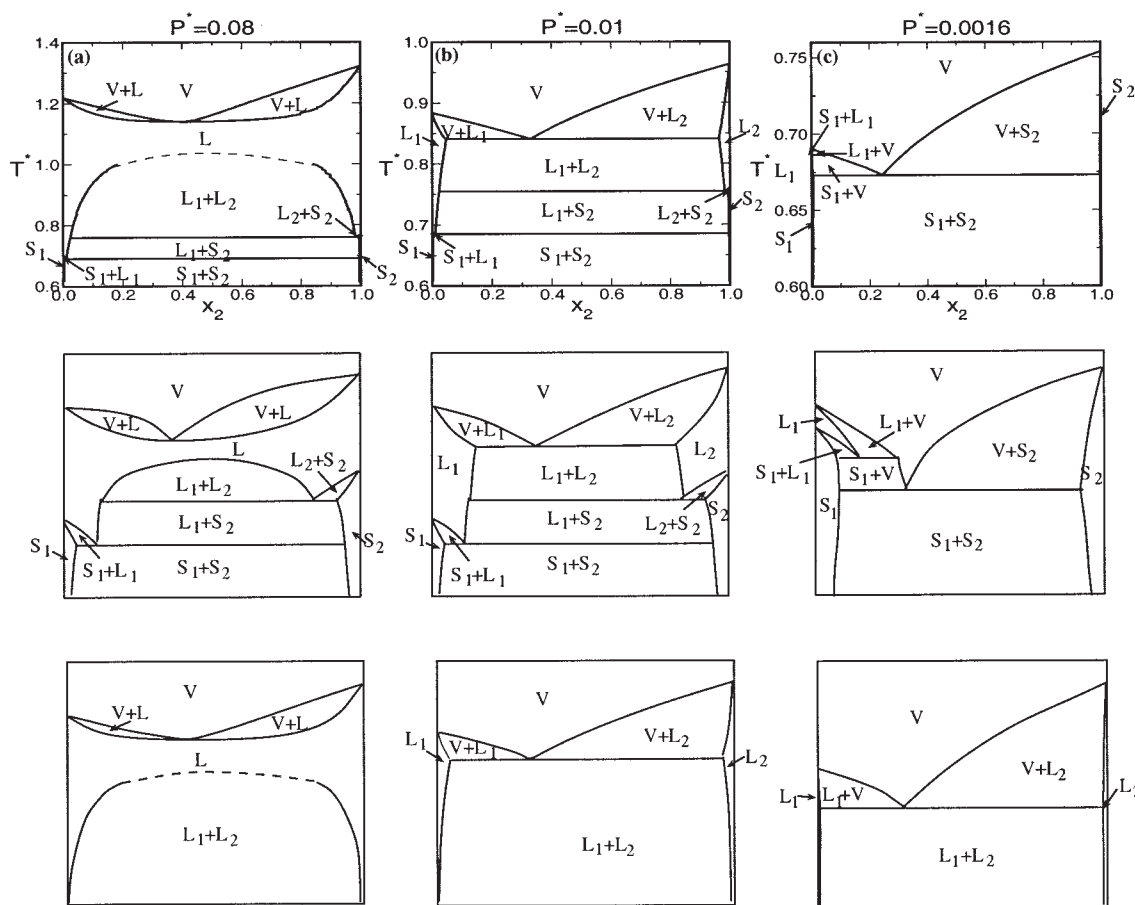 P*=0.08
P*=0.01
P*=0.0016
1.4
1.2
1.0
T*
0.8
0.6
0.0 0.2 0.4 0.6 0.8 1.0
x2
(a)
V+L
V
V+L
L
L1+L2
L2+S2
L1+S2
S1
S1+L1
S1+S2
S2
1.0
0.9
0.8
T*
0.7
0.6
0.0 0.2 0.4 0.6 0.8 1.0
x2
(b)
V
L1
V+L1
V+L2
L2
L1+L2
L1+S2
L2+S2
S2
S1
S1+L1
S1+S2
0.75
0.70
T*
0.65
0.60
0.0 0.2 0.4 0.6 0.8 1.0
x2
(c)
V
S2
S1+L1
L1+V
V+S2
L1
S1+V
S1
S1+S2
V
V+L
V+L
L
L2+S2
L1+L2
L1+S2
S1
S2
S1+L1
S1+S2
V
V+L1
V+L2
L1
L2
L1+L2
L1+S2
L2+S2
S2
S1
S1+L1
S1+S2
V
L1
L1+V
S1+L1
S1+V
V+S2
S2
S1
S1+S2
V
V+L
V+L
L
L1+L2
V
L1
V+L1
V+L2
L2
L1+L2
V
V+L2
L1
L1+V
L2
L1+L2